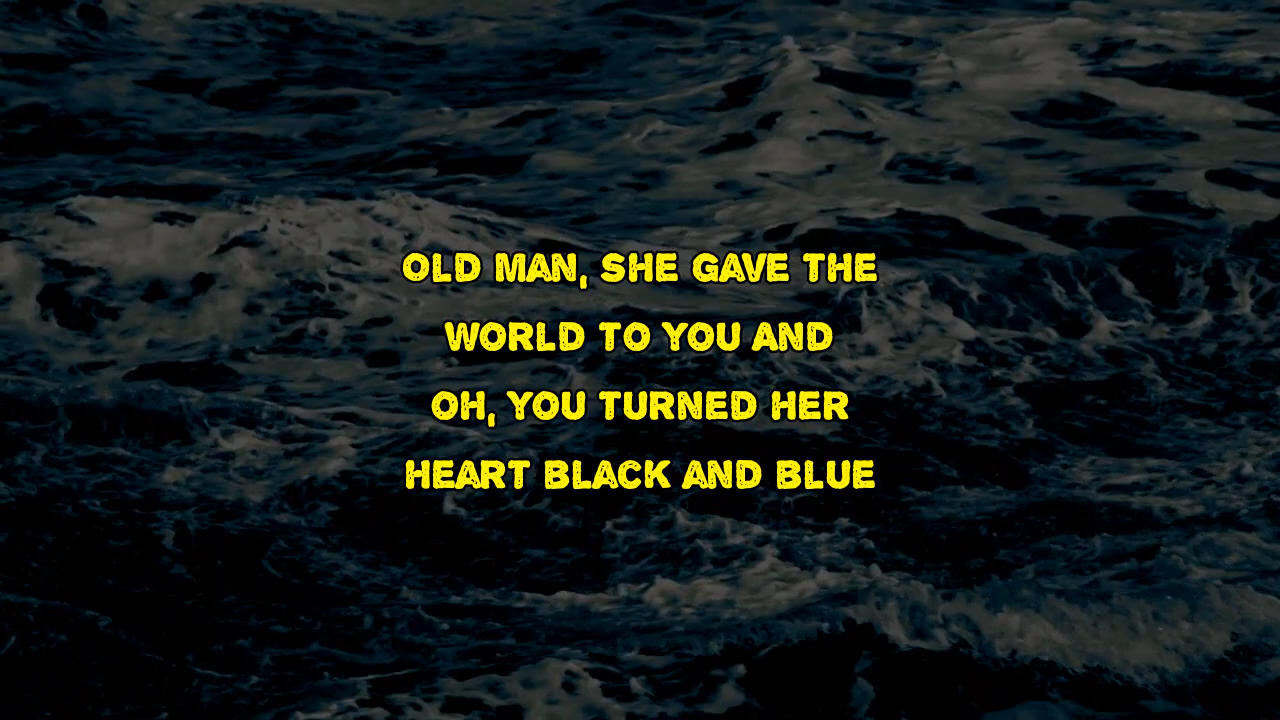 OLD MAN, SHE GAVE THE
WORLD TO YOU AND
OH, YOU TURNED HER
HEART BLACK AND BLUE